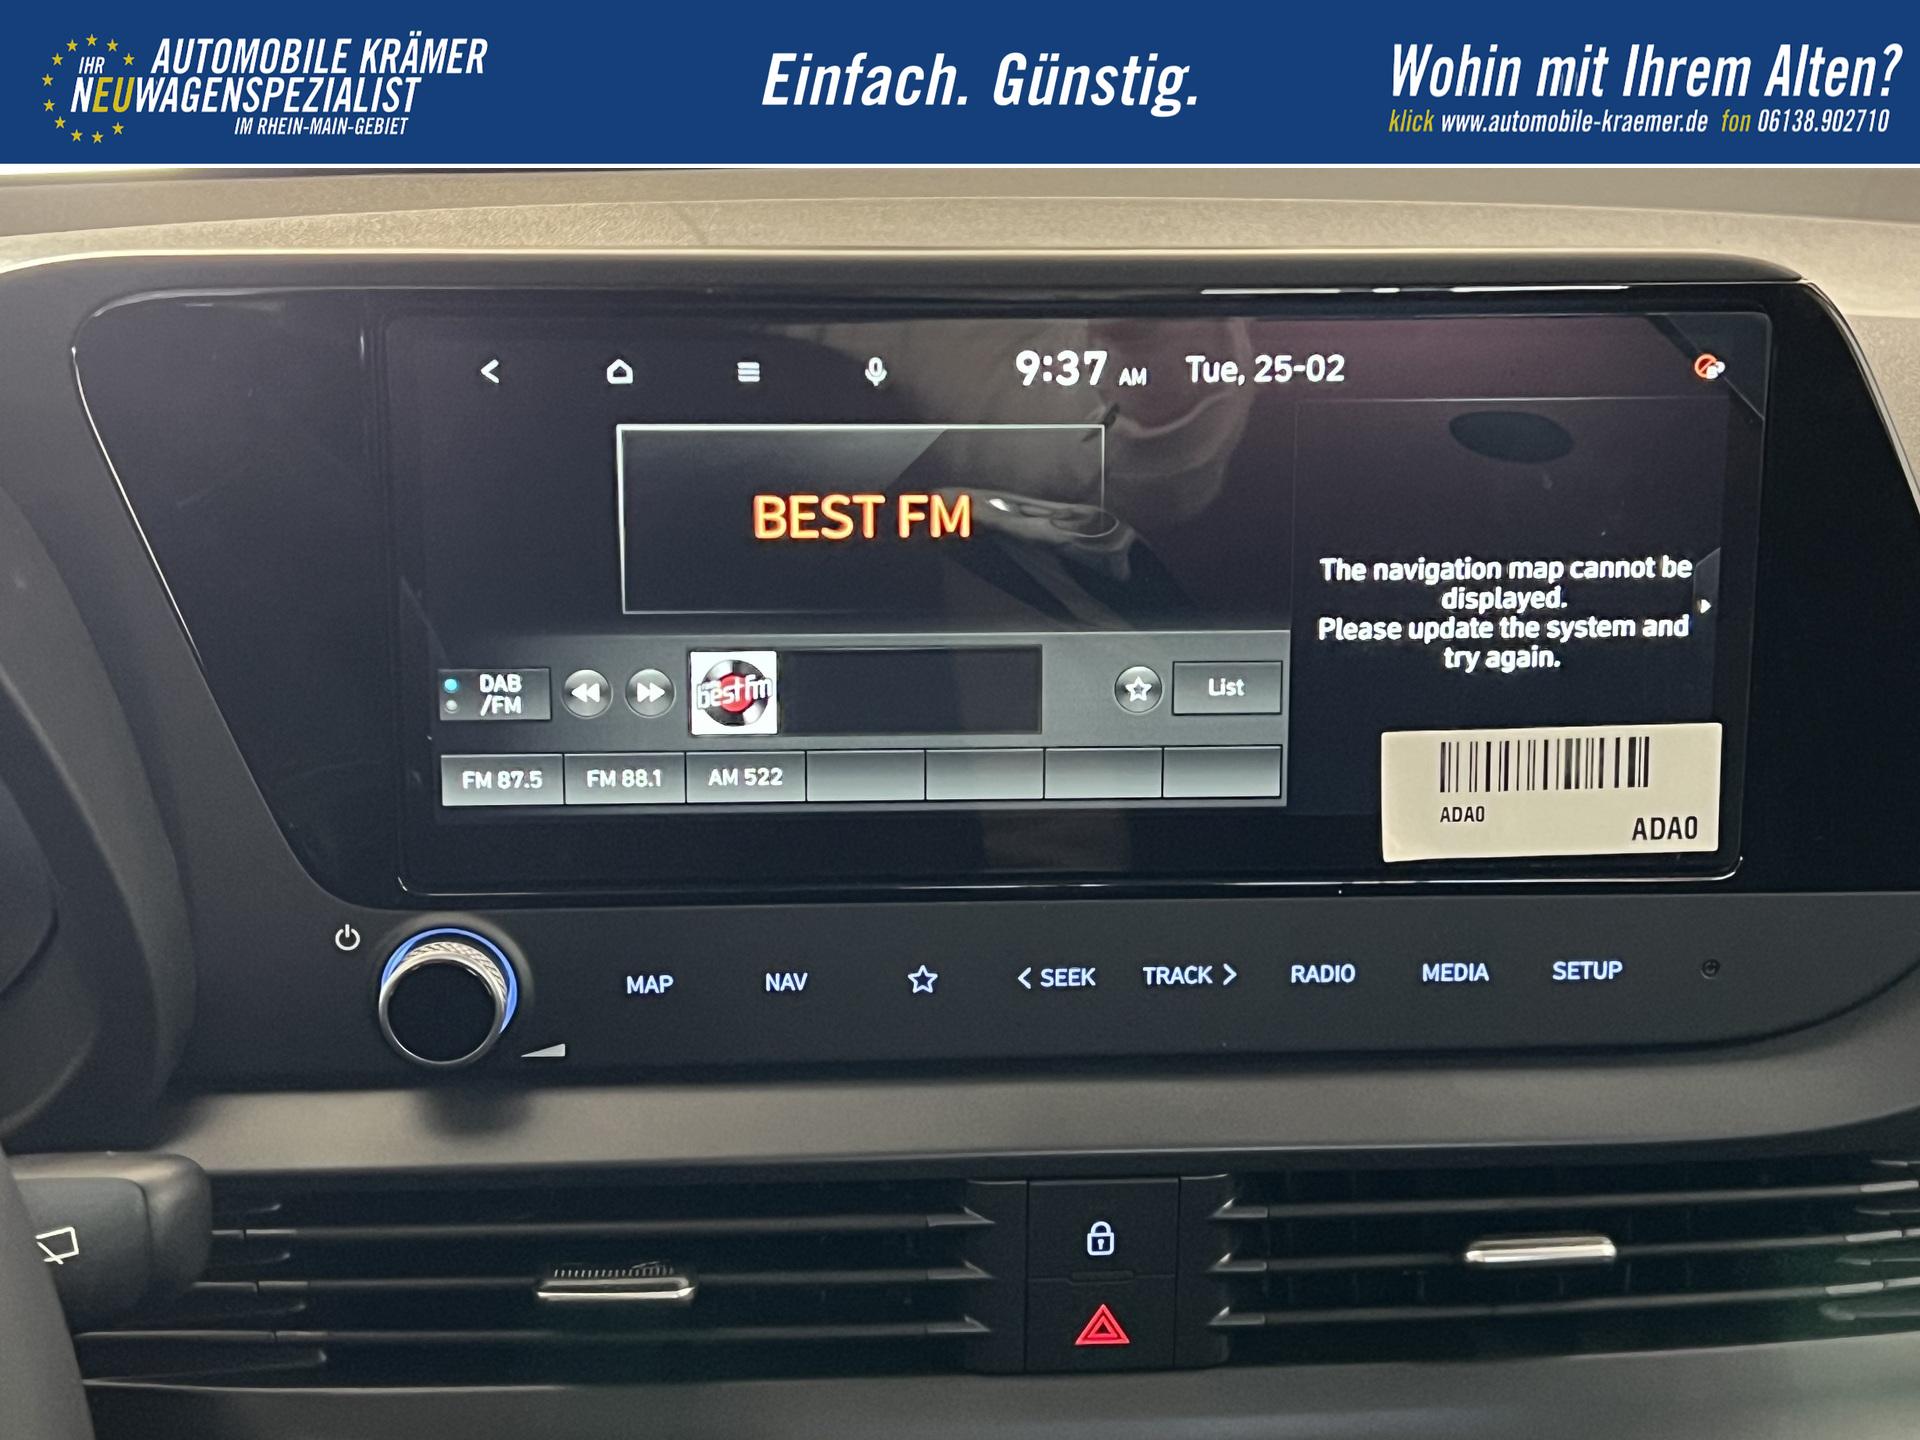 IHR AUTOMOBILE KRÄMER
NEUWAGENSPEZIALIST
IM RHEIN-MAIN-GEBIET
Einfach. Günstig.
Wohin mit Ihrem Alten?
klick www.automobile-kraemer.de fon 06138.902710
9:37 AM Tue, 25-02
BEST FM
The navigation map cannot be
displayed.
Please update the system and
try again.
DAB
/FM
best fm
List
FM 87.5 FM 88.1 AM 522
ADA0
ADA0
MAP NAV < SEEK TRACK > RADIO MEDIA SETUP